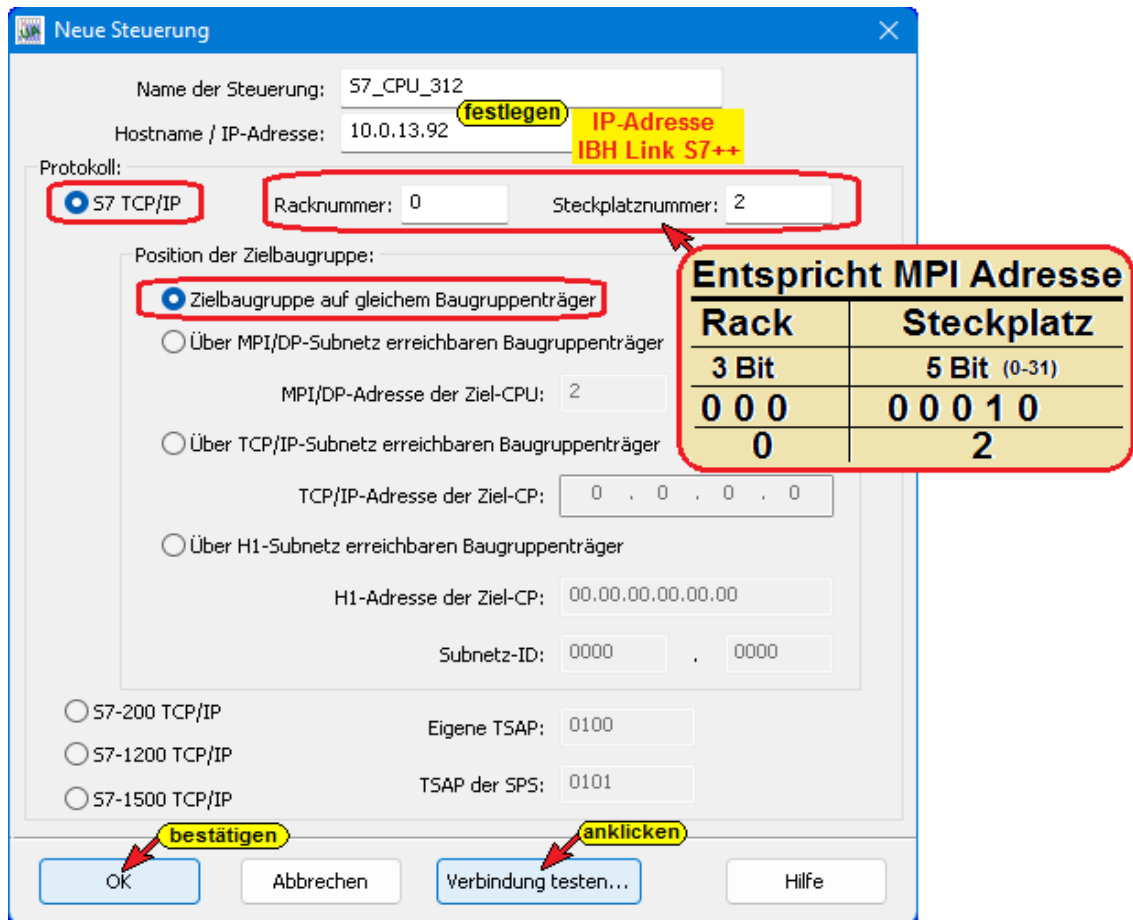 Neue Steuerung
Name der Steuerung: S7_CPU_312
festlegen
Hostname / IP-Adresse: 10.0.13.92
IP-Adresse
IBH Link S7++
Protokoll:
S7 TCP/IP Racknummer: 0 Steckplatznummer: 2
Position der Zielbaugruppe:
Zielbaugruppe auf gleichem Baugruppenträger
Über MPI/DP-Subnetz erreichbaren Baugruppenträger
MPI/DP-Adresse der Ziel-CPU: 2
Über TCP/IP-Subnetz erreichbaren Baugruppenträger
TCP/IP-Adresse der Ziel-CP: 0 . 0 . 0 . 0
Über H1-Subnetz erreichbaren Baugruppenträger
H1-Adresse der Ziel-CP: 00.00.00.00.00.00
Subnetz-ID: 0000 . 0000
Entspricht MPI Adresse
Rack Steckplatz
3 Bit 5 Bit (0-31)
0 0 0 0 0 0 1 0
0 2
S7-200 TCP/IP Eigene TSAP: 0100
S7-1200 TCP/IP
TSAP der SPS: 0101
S7-1500 TCP/IP
bestätigen anklicken
OK Abbrechen Verbindung testen... Hilfe